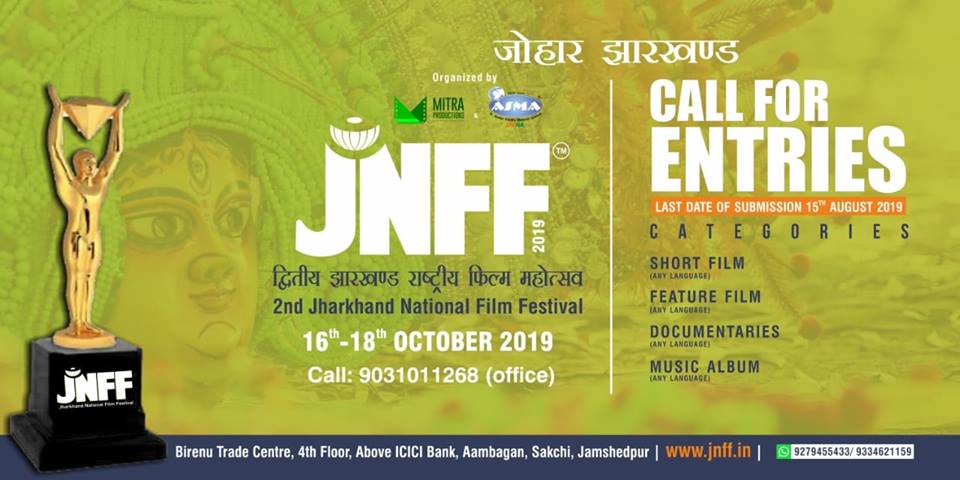 जोहार झारखण्ड
Organized by
MITRA
PRODUCTIONS
&
AJMA
JNFF™
2019
द्वितीय झारखण्ड राष्ट्रीय फिल्म महोत्सव
2nd Jharkhand National Film Festival
16th-18th OCTOBER 2019
Call: 9031011268 (office)
CALL FOR
ENTRIES
LAST DATE OF SUBMISSION 15TH AUGUST 2019
CATEGORIES
SHORT FILM
(ANY LANGUAGE)
FEATURE FILM
(ANY LANGUAGE)
DOCUMENTARIES
(ANY LANGUAGE)
MUSIC ALBUM
(ANY LANGUAGE)
JNFF
Jharkhand National Film Festival
Birenu Trade Centre, 4th Floor, Above ICICI Bank, Aambagan, Sakchi, Jamshedpur | www.jnff.in | 9279455433/ 9334621159